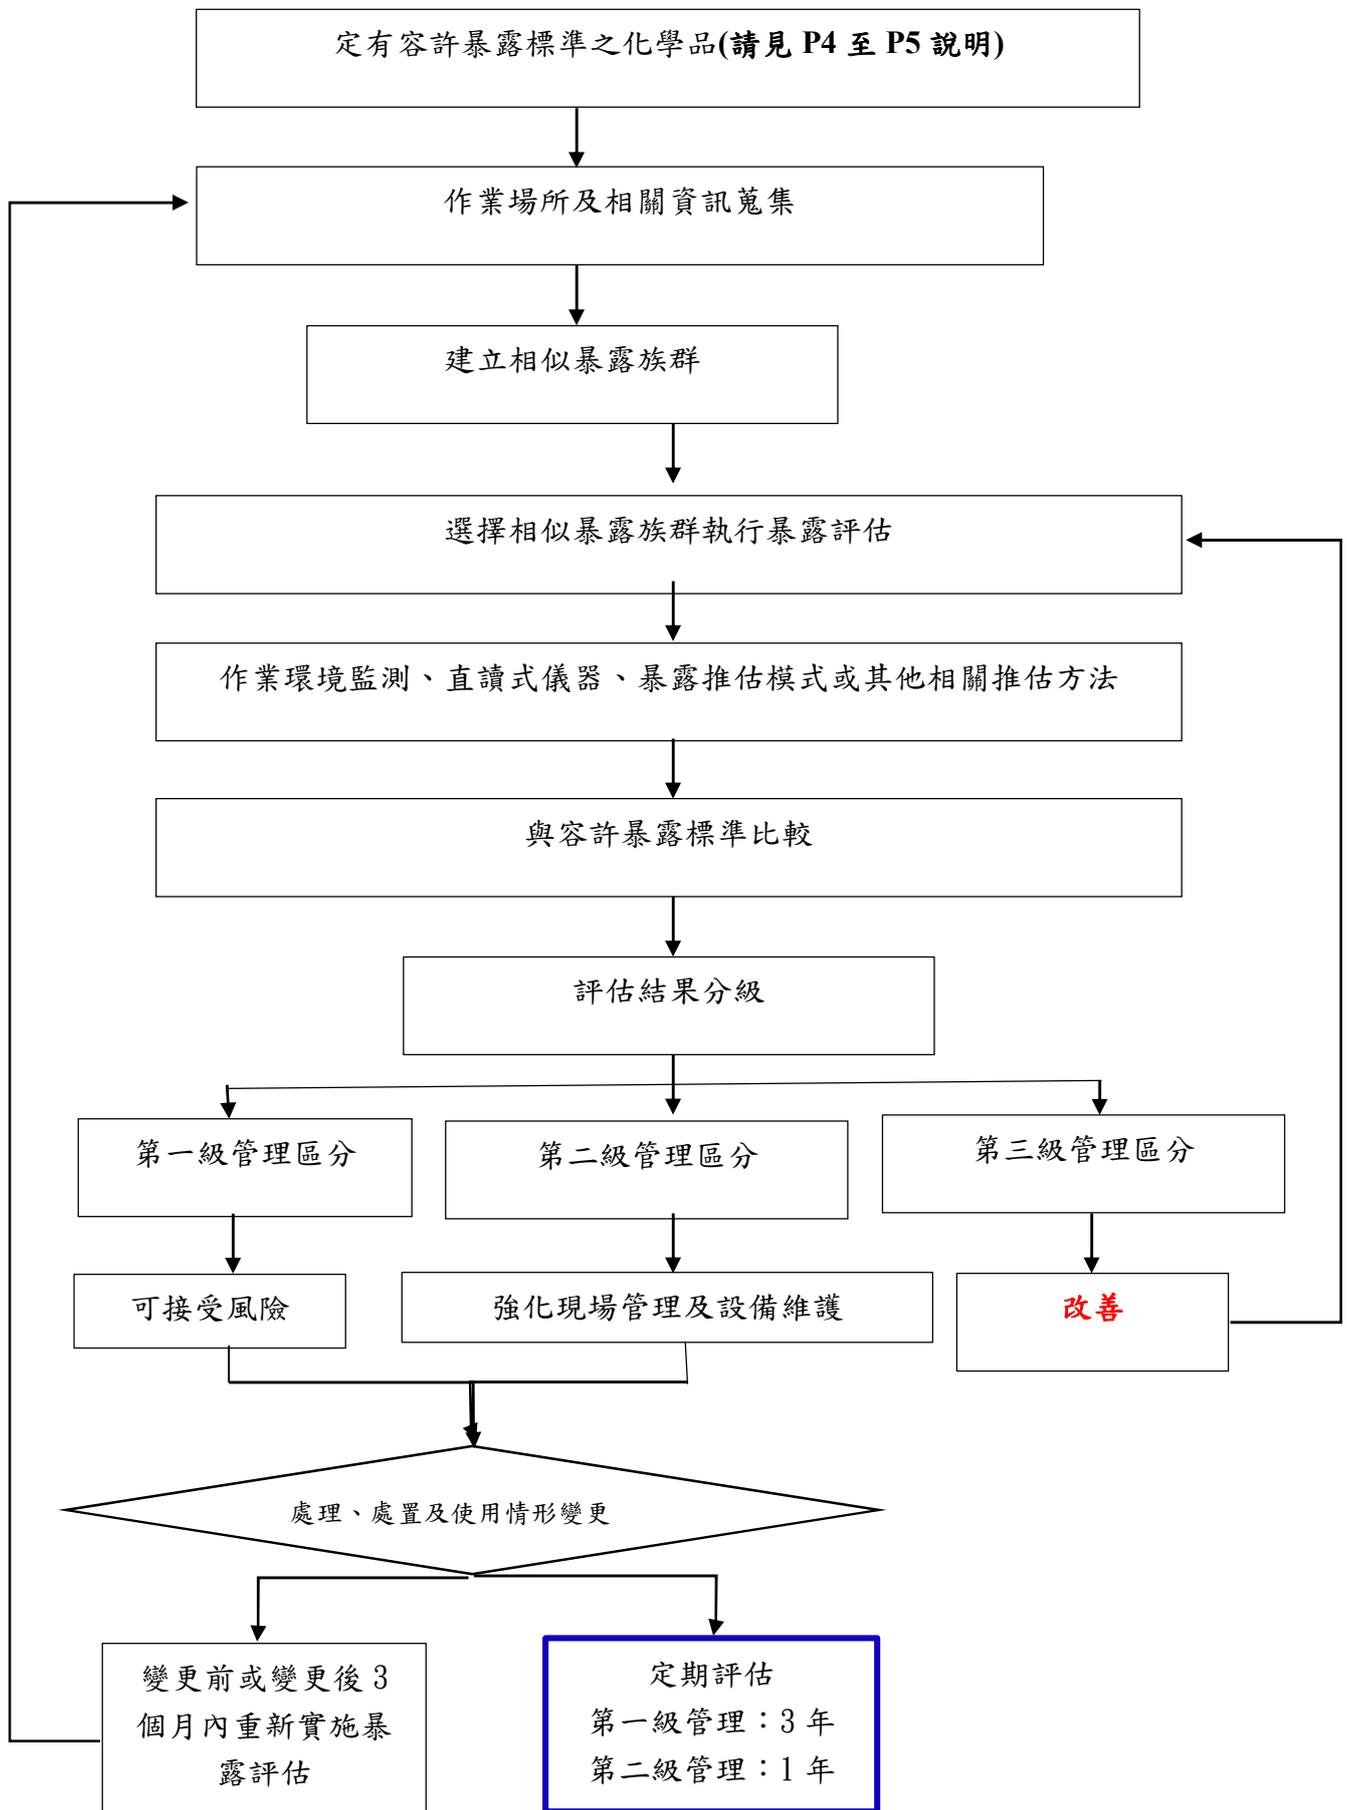 定有容許暴露標準之化學品(請見 P4 至 P5 說明)
作業場所及相關資訊蒐集
建立相似暴露族群
選擇相似暴露族群執行暴露評估
作業環境監測、直讀式儀器、暴露推估模式或其他相關推估方法
與容許暴露標準比較
評估結果分級
第一級管理區分
第二級管理區分
第三級管理區分
可接受風險
強化現場管理及設備維護
改善
處理、處置及使用情形變更
變更前或變更後 3
個月內重新實施暴
露評估
定期評估
第一級管理：3 年
第二級管理：1 年